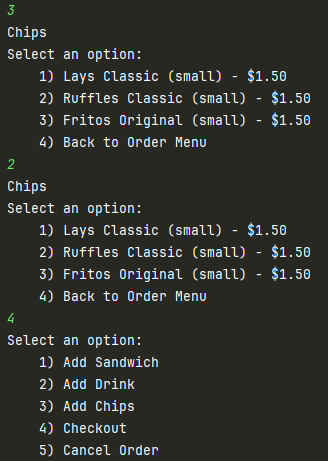 3
Chips
Select an option:
1) Lays Classic (small) - $1.50
2) Ruffles Classic (small) - $1.50
3) Fritos Original (small) - $1.50
4) Back to Order Menu
2
Chips
Select an option:
1) Lays Classic (small) - $1.50
2) Ruffles Classic (small) - $1.50
3) Fritos Original (small) - $1.50
4) Back to Order Menu
4
Select an option:
1) Add Sandwich
2) Add Drink
3) Add Chips
4) Checkout
5) Cancel Order